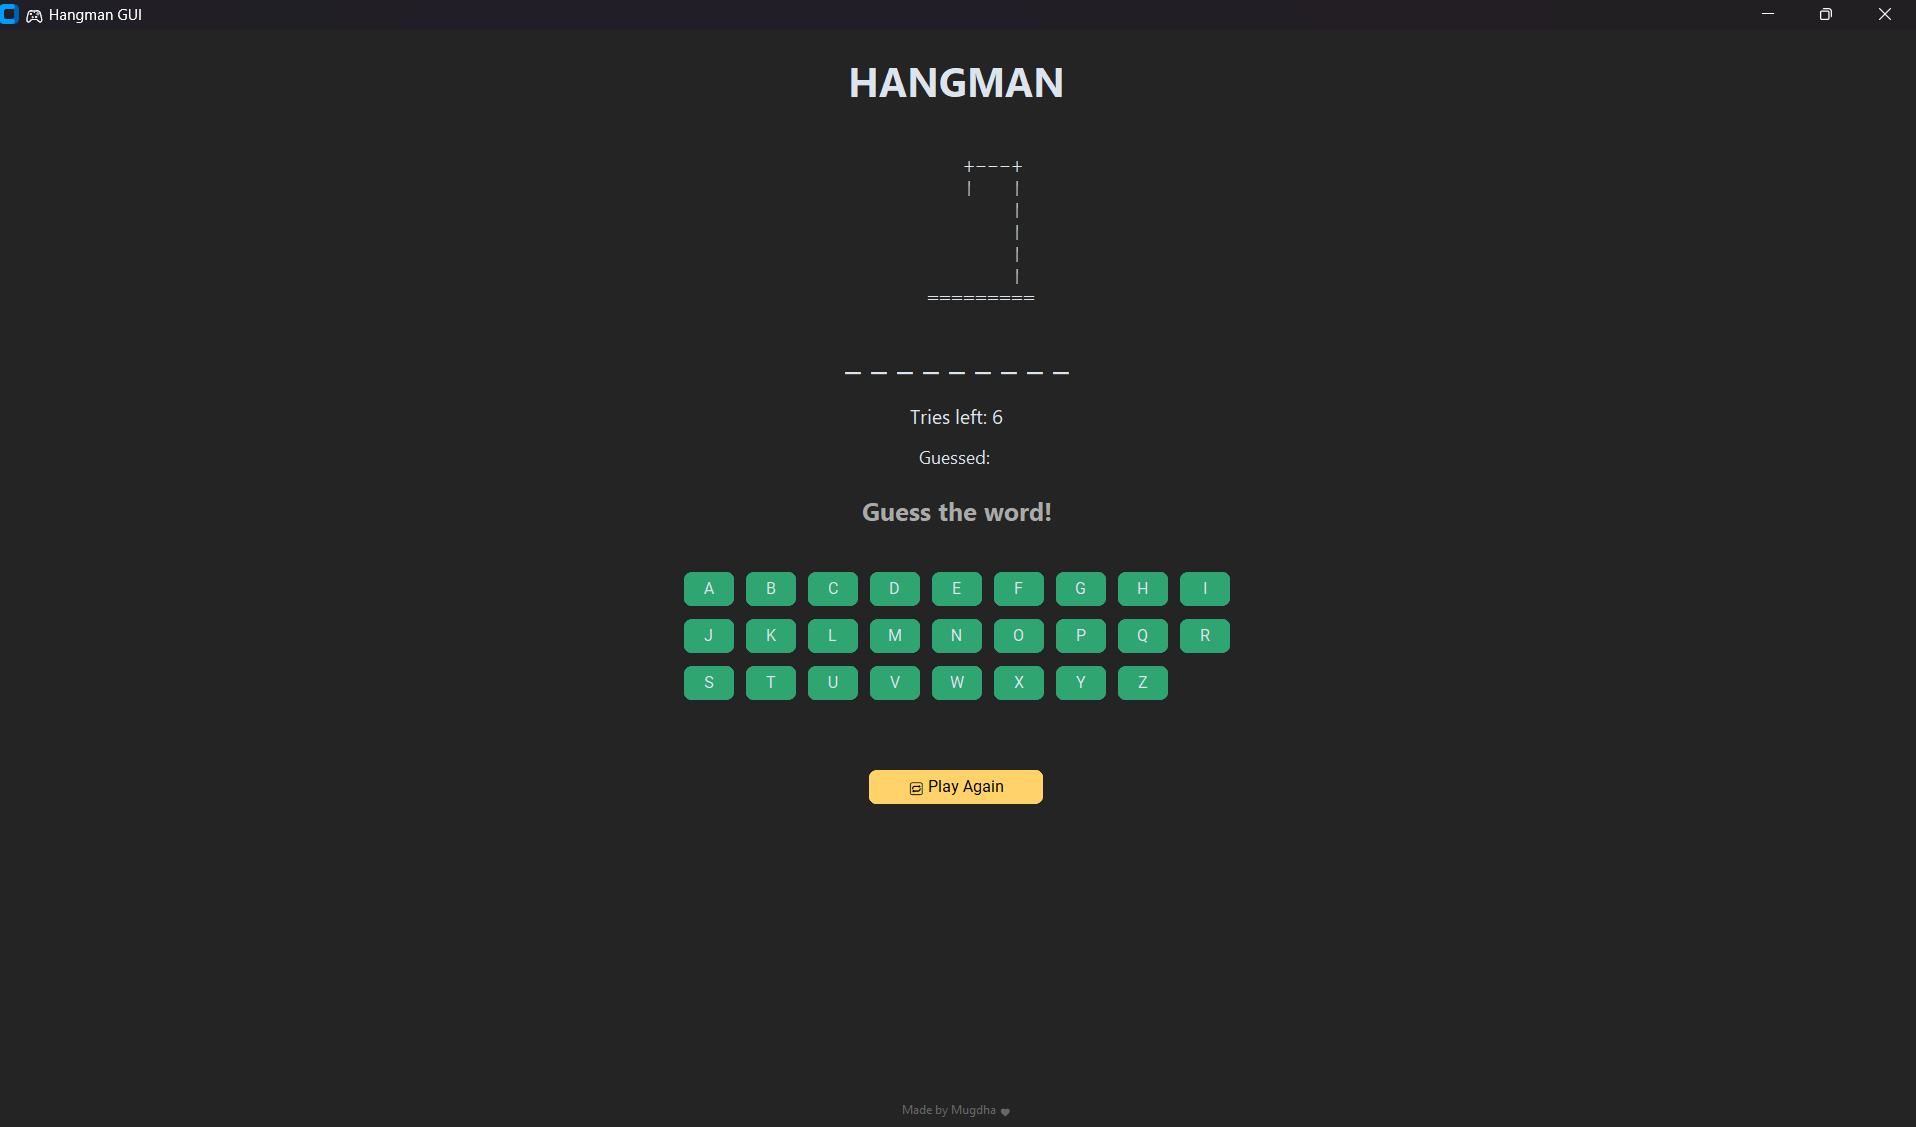 Hangman GUI
HANGMAN
+---+
|   |
|
|
|
|
=========
_ _ _ _ _ _ _ _ _
Tries left: 6
Guessed:
Guess the word!
A B C D E F G H I
J K L M N O P Q R
S T U V W X Y Z
Play Again
Made by Mugdha ♥